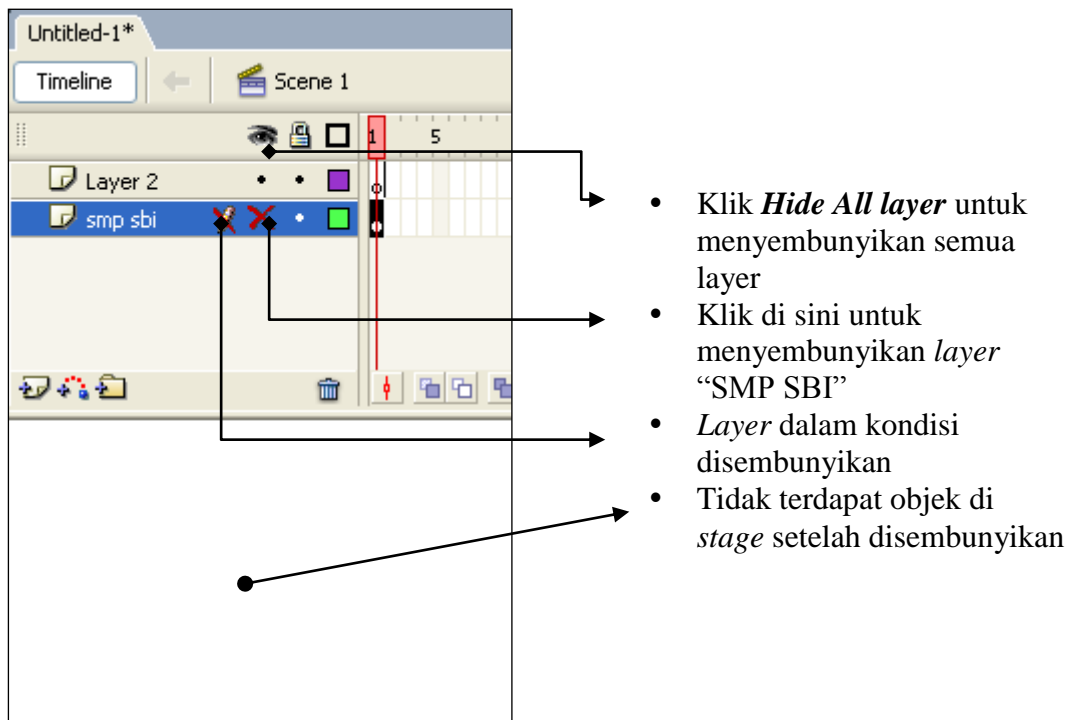 Untitled-1*
Timeline
Scene 1
1 5
Layer 2
smp sbi
• Klik Hide All layer untuk
menyembunyikan semua
layer
• Klik di sini untuk
menyembunyikan layer
“SMP SBI”
• Layer dalam kondisi
disembunyikan
• Tidak terdapat objek di
stage setelah disembunyikan